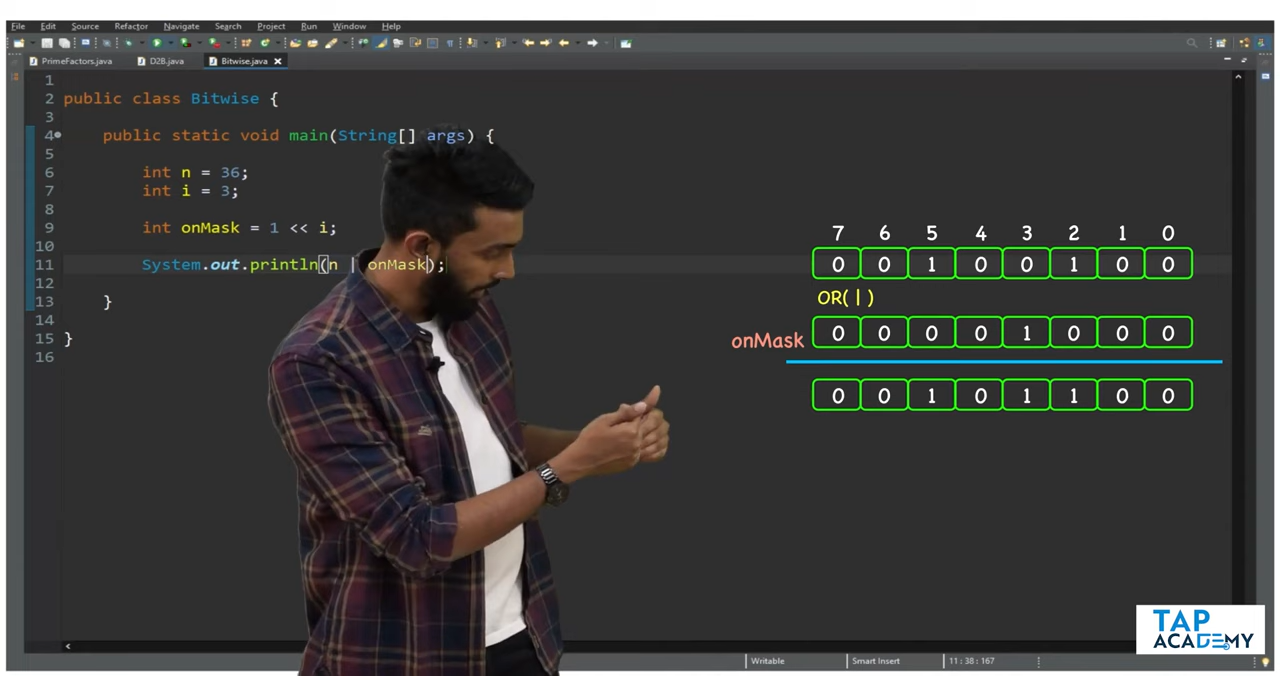 File Edit Source Refactor Navigate Search Project Run Window Help
PrimeFactors.java D2B.java Bitwise.java
1
2 public class Bitwise {
3
4 public static void main(String[] args) {
5
6 int n = 36;
7 int i = 3;
8
9 int onMask = 1 << i;
10
11 System.out.println(n | onMask);
12
13 }
14
15 }
16
7 6 5 4 3 2 1 0
0 0 1 0 0 1 0 0
OR( | )
onMask 0 0 0 0 1 0 0 0
0 0 1 0 1 1 0 0
TAP
ACADEMY
Writable Smart Insert 11 : 38 : 167